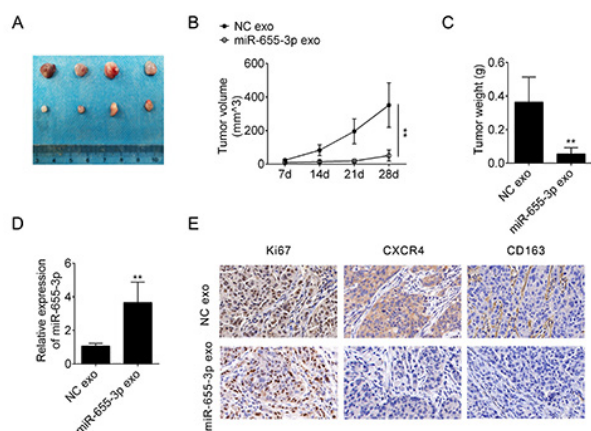 A
B
NC exo
miR-655-3p exo
Tumor volume
(mm^3)
600
400
200
0
7d
14d
21d
28d
**
C
Tumor weight (g)
0.6
0.4
0.2
0.0
**
NC exo
miR-655-3p exo
D
Relative expression
of miR-655-3p
6
4
2
0
**
NC exo
miR-655-3p exo
E
Ki67
CXCR4
CD163
NC exo
miR-655-3p exo